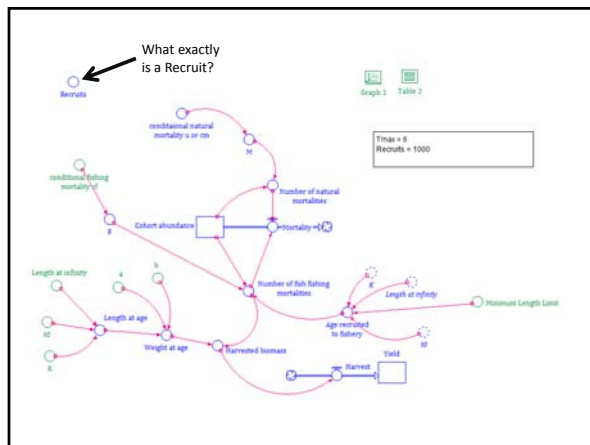 What exactly
is a Recruit?
Recruits
Graph 1
Table 2
conditaional natural
mortality u or cm
M
Tmax = 6
Recruits = 1000
conditional fishing
mortality cf
Number of natural
mortalities
F
Cohort abundance
Mortality
Length at infinity
a
b
Number of fish fishing
mortalities
K
Length at infinity
Minimum Length Limit
t0
Length at age
Age recruited
to fishery
t0
K
Weight at age
Harvested biomass
Harvest
Yield